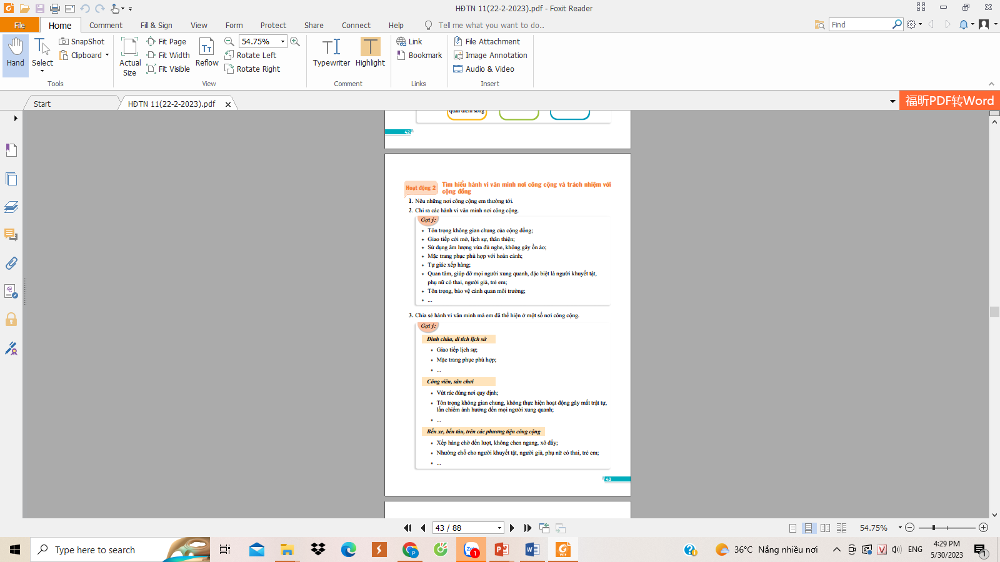 HĐTN 11(22-2-2023).pdf - Foxit Reader
File Home Comment Fill & Sign View Form Protect Share Connect Help Tell me what you want to do.. Find
Hand
Select
SnapShot
Clipboard
Tools
Actual Size
Fit Page
Fit Width
Fit Visible
Reflow
54.75%
Rotate Left
Rotate Right
View
Typewriter
Highlight
Comment
Link
Bookmark
Links
File Attachment
Image Annotation
Audio & Video
Insert
Start
HĐTN 11(22-2-2023).pdf
福昕PDF转Word
quan thêm sống
42
Hoạt động 2
Tìm hiểu hành vi văn minh nơi công cộng và trách nhiệm với
cộng đồng
1. Nêu những nơi công cộng em thường tới.
2. Chỉ ra các hành vi văn minh nơi công cộng.
Gợi ý:
• Tôn trọng không gian chung của cộng đồng;
• Giao tiếp cởi mở, lịch sự, thân thiện;
• Sử dụng âm lượng vừa đủ nghe, không gây ồn ào;
• Mặc trang phục phù hợp với hoàn cảnh;
• Tự giác xếp hàng;
• Quan tâm, giúp đỡ mọi người xung quanh, đặc biệt là người khuyết tật,
phụ nữ có thai, người già, trẻ em;
• Tôn trọng, bảo vệ cảnh quan môi trường;
• ...
3. Chia sẻ hành vi văn minh mà em đã thể hiện ở một số nơi công cộng.
Gợi ý:
Đình chùa, di tích lịch sử
• Giao tiếp lịch sự;
• Mặc trang phục phù hợp;
• ...
Công viên, sân chơi
• Vứt rác đúng nơi quy định;
• Tôn trọng không gian chung, không thực hiện hoạt động gây mất trật tự,
lấn chiếm ảnh hưởng đến mọi người xung quanh;
• ...
Bến xe, bến tàu, trên các phương tiện công cộng
• Xếp hàng chờ đến lượt, không chen ngang, xô đẩy;
• Nhường chỗ cho người khuyết tật, người già, phụ nữ có thai, trẻ em;
• ...
43
43 / 88
54.75%
Type here to search
36°C Nắng nhiều nơi
ENG
4:29 PM
5/30/2023